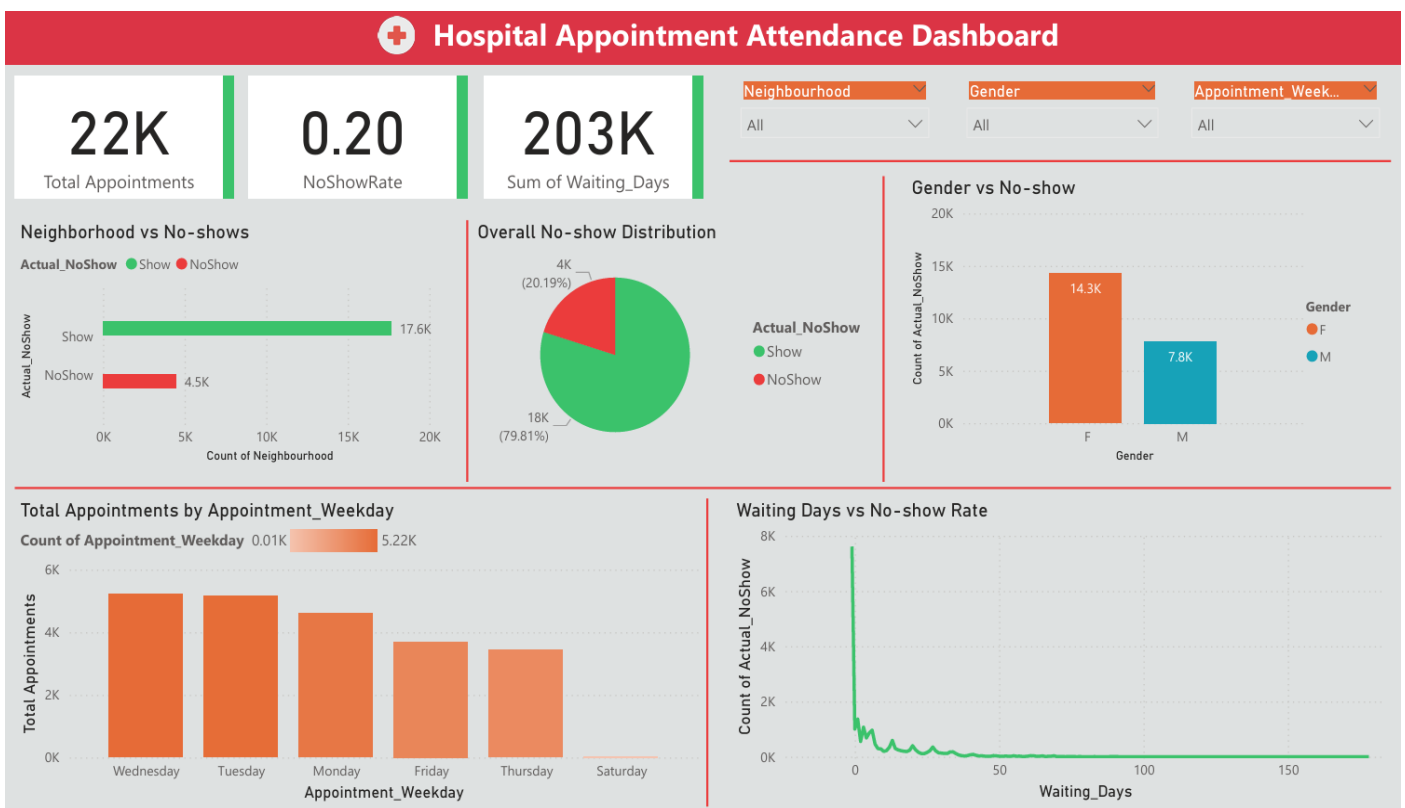 Hospital Appointment Attendance Dashboard
22K
Total Appointments
0.20
NoShowRate
203K
Sum of Waiting_Days
Neighbourhood
All
Gender
All
Appointment_Week...
All
Neighborhood vs No-shows
Actual_NoShow Show NoShow
Actual_NoShow
Show
17.6K
NoShow
4.5K
0K 5K 10K 15K 20K
Count of Neighbourhood
Overall No-show Distribution
4K
(20.19%)
18K
(79.81%)
Actual_NoShow
Show
NoShow
Gender vs No-show
Count of Actual_NoShow
20K
15K
10K
5K
0K
14.3K
7.8K
F M
Gender
Gender
F
M
Total Appointments by Appointment_Weekday
Count of Appointment_Weekday 0.01K 5.22K
Total Appointments
6K
4K
2K
0K
Wednesday Tuesday Monday Friday Thursday Saturday
Appointment_Weekday
Waiting Days vs No-show Rate
Count of Actual_NoShow
8K
6K
4K
2K
0K
0 50 100 150
Waiting_Days